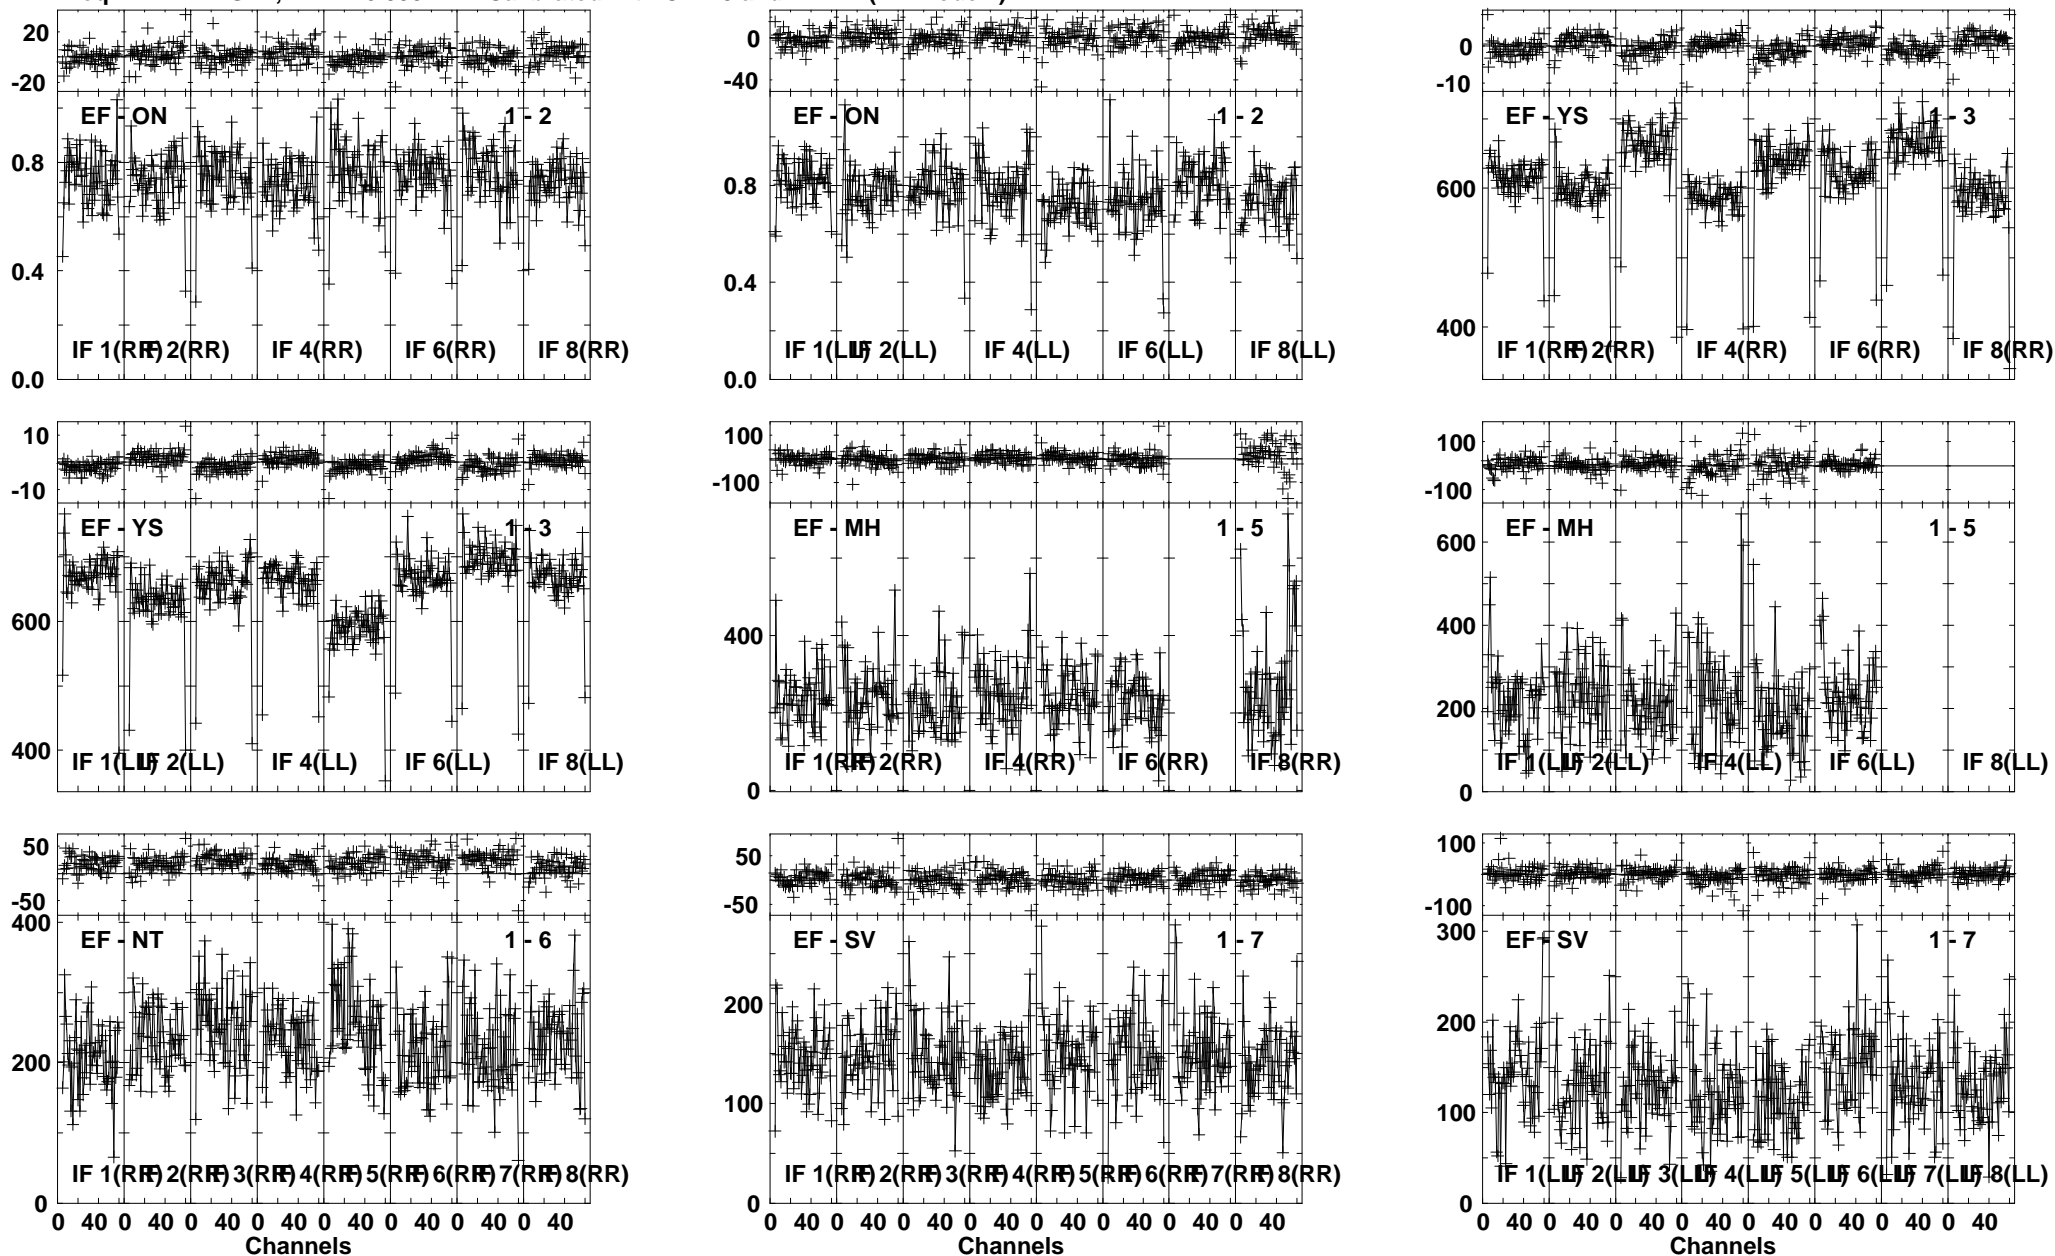 20
-20
EF - ON 1 - 2
0.8
0.4
0.0
IF 1(RR) IF 2(RR) IF 4(RR) IF 6(RR) IF 8(RR)
0
-40
EF - ON 1 - 2
0.8
0.4
0.0
IF 1(LL) IF 2(LL) IF 4(LL) IF 6(LL) IF 8(LL)
0
-10
EF - YS 1 - 3
600
400
IF 1(RR) IF 2(RR) IF 4(RR) IF 6(RR) IF 8(RR)
10
-10
EF - YS 1 - 3
600
400
IF 1(LL) IF 2(LL) IF 4(LL) IF 6(LL) IF 8(LL)
100
-100
EF - MH 1 - 5
400
0
IF 1(RR) IF 2(RR) IF 4(RR) IF 6(RR) IF 8(RR)
100
-100
EF - MH 1 - 5
600
400
200
0
IF 1(LL) IF 2(LL) IF 4(LL) IF 6(LL) IF 8(LL)
50
-50
400
EF - NT 1 - 6
200
0
IF 1(RR) IF 2(RR) IF 3(RR) IF 4(RR) IF 5(RR) IF 6(RR) IF 7(RR) IF 8(RR)
0 40 0 40 0 40 0 40 0 40 0 40 0 40 0 40
Channels
50
-50
EF - SV 1 - 7
200
100
0
IF 1(RR) IF 2(RR) IF 3(RR) IF 4(RR) IF 5(RR) IF 6(RR) IF 7(RR) IF 8(RR)
0 40 0 40 0 40 0 40 0 40 0 40 0 40 0 40
Channels
100
-100
300
EF - SV 1 - 7
200
100
0
IF 1(LL) IF 2(LL) IF 3(LL) IF 4(LL) IF 5(LL) IF 6(LL) IF 7(LL) IF 8(LL)
0 40 0 40 0 40 0 40 0 40 0 40 0 40 0 40
Channels